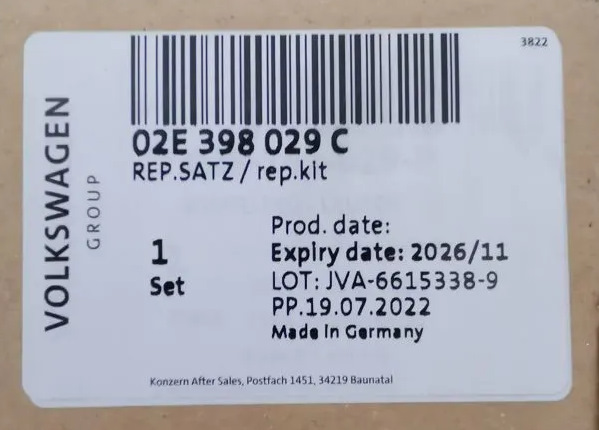 3822
VOLKSWAGEN
GROUP
02E 398 029 C
REP.SATZ / rep.kit
1
Set
Prod. date:
Expiry date: 2026/11
LOT: JVA-6615338-9
PP.19.07.2022
Made In Germany
Konzern After Sales, Postfach 1451, 34219 Baunatal